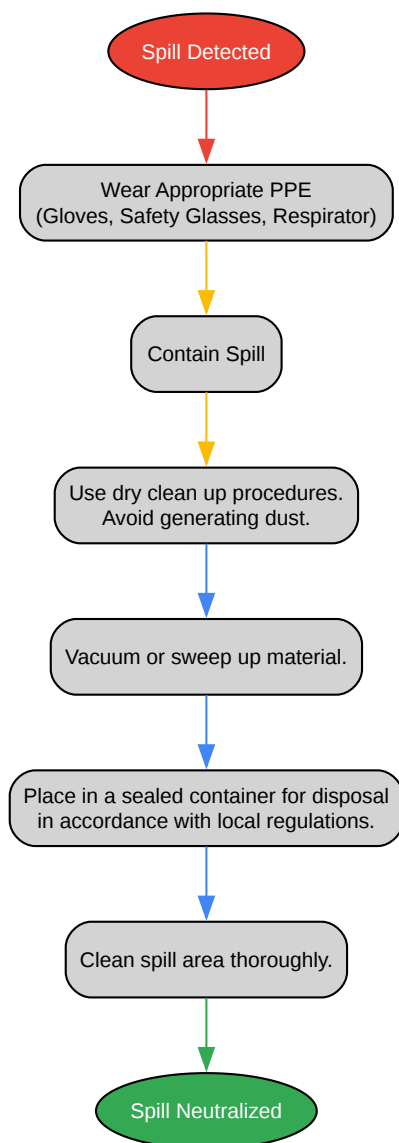 Spill Detected
Wear Appropriate PPE
(Gloves, Safety Glasses, Respirator)
Contain Spill
Use dry clean up procedures.
Avoid generating dust.
Vacuum or sweep up material.
Place in a sealed container for disposal
in accordance with local regulations.
Clean spill area thoroughly.
Spill Neutralized